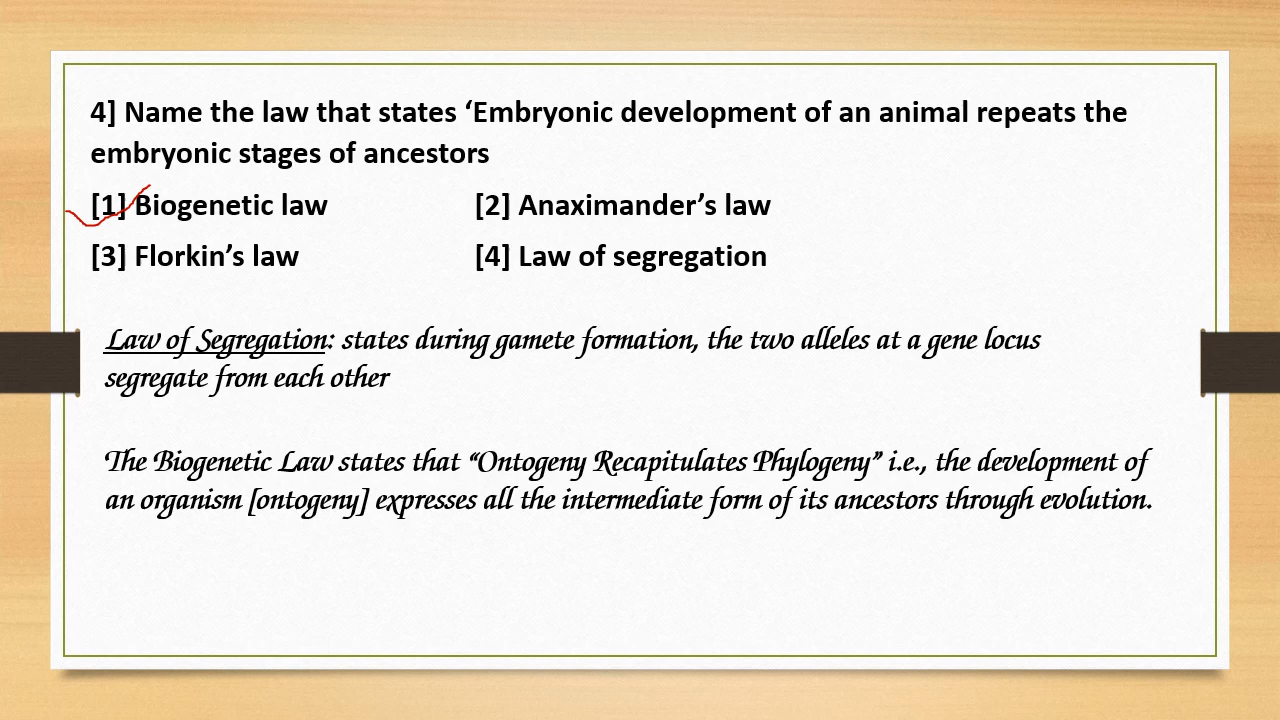 4] Name the law that states ‘Embryonic development of an animal repeats the
embryonic stages of ancestors
[1] Biogenetic law [2] Anaximander’s law
[3] Florkin’s law [4] Law of segregation
Law of Segregation: states during gamete formation, the two alleles at a gene locus
segregate from each other
The Biogenetic Law states that “Ontogeny Recapitulates Phylogeny” i.e., the development of
an organism [ontogeny] expresses all the intermediate form of its ancestors through evolution.